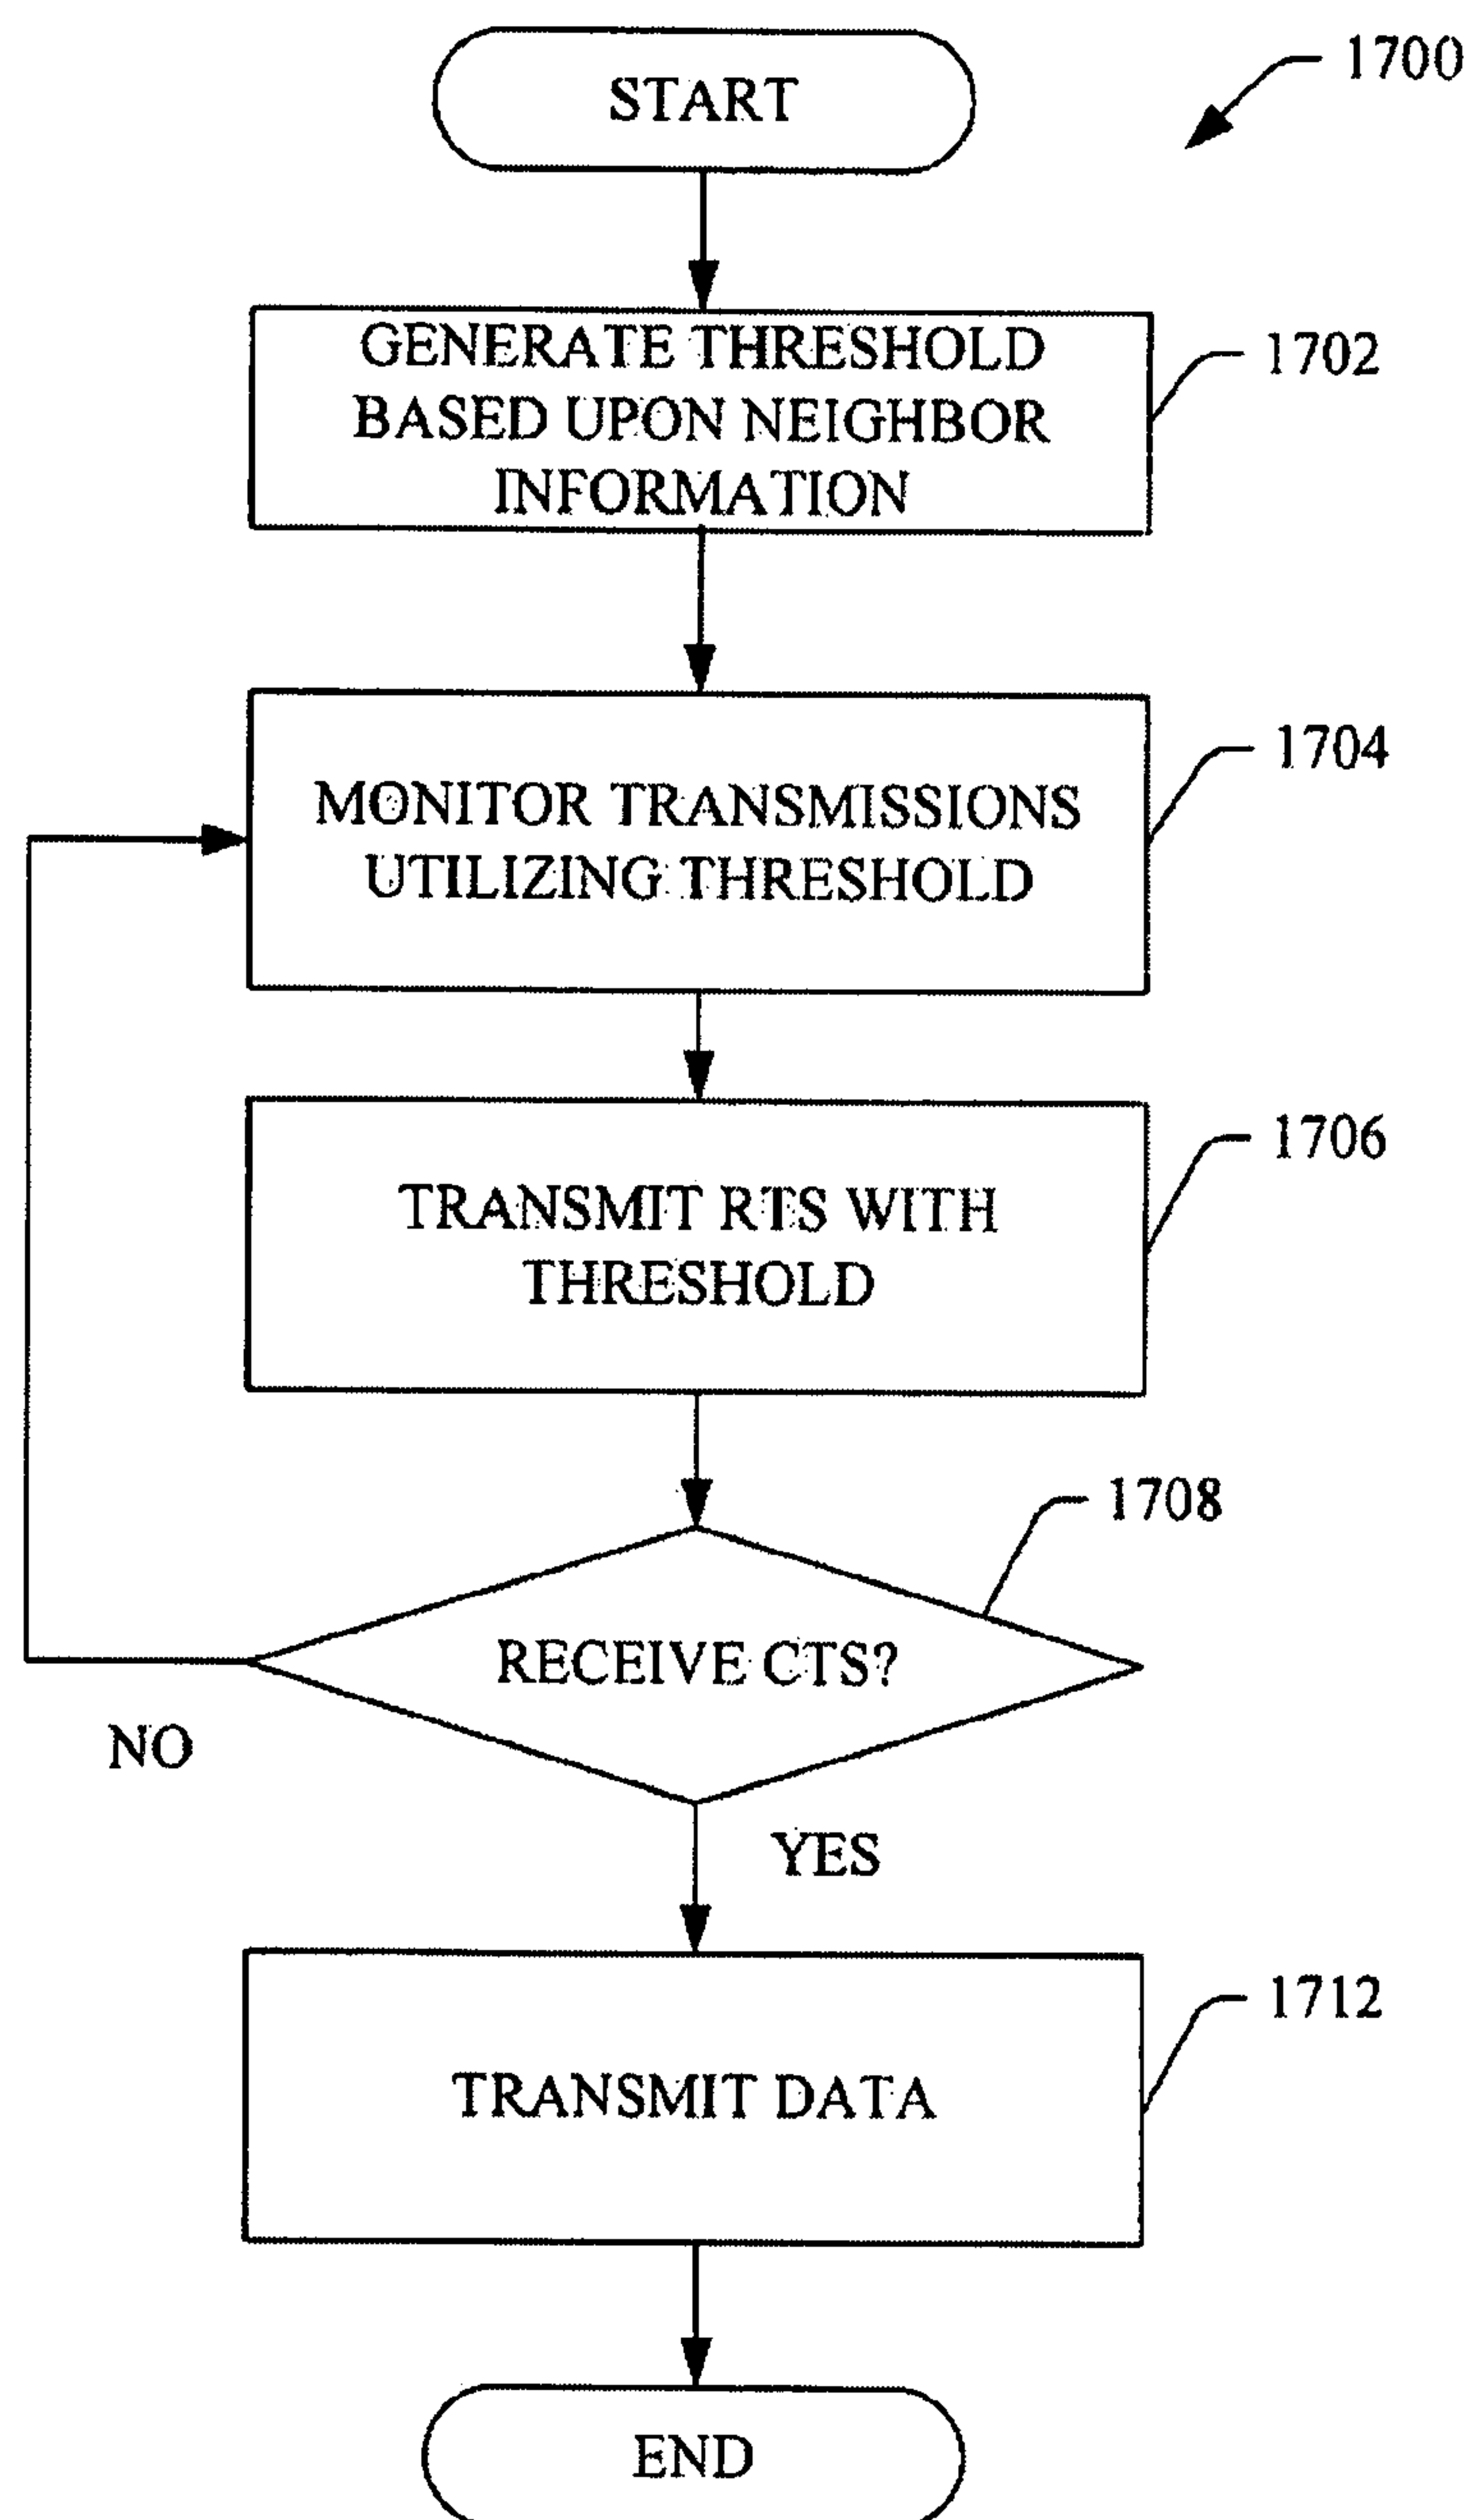 START
1700
GENERATE THRESHOLD
BASED UPON NEIGHBOR
INFORMATION
1702
MONITOR TRANSMISSIONS
UTILIZING THRESHOLD
1704
TRANSMIT RTS WITH
THRESHOLD
1706
RECEIVE CTS?
1708
NO
YES
TRANSMIT DATA
1712
END